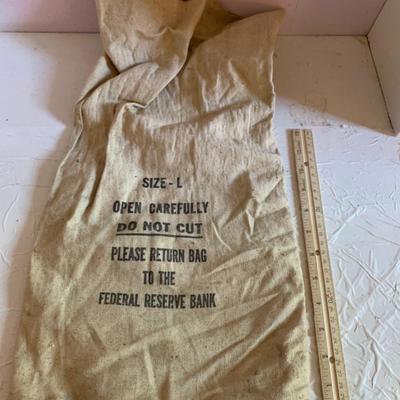 SIZE - L
OPEN CAREFULLY
DO NOT CUT
PLEASE RETURN BAG
TO THE
FEDERAL RESERVE BANK